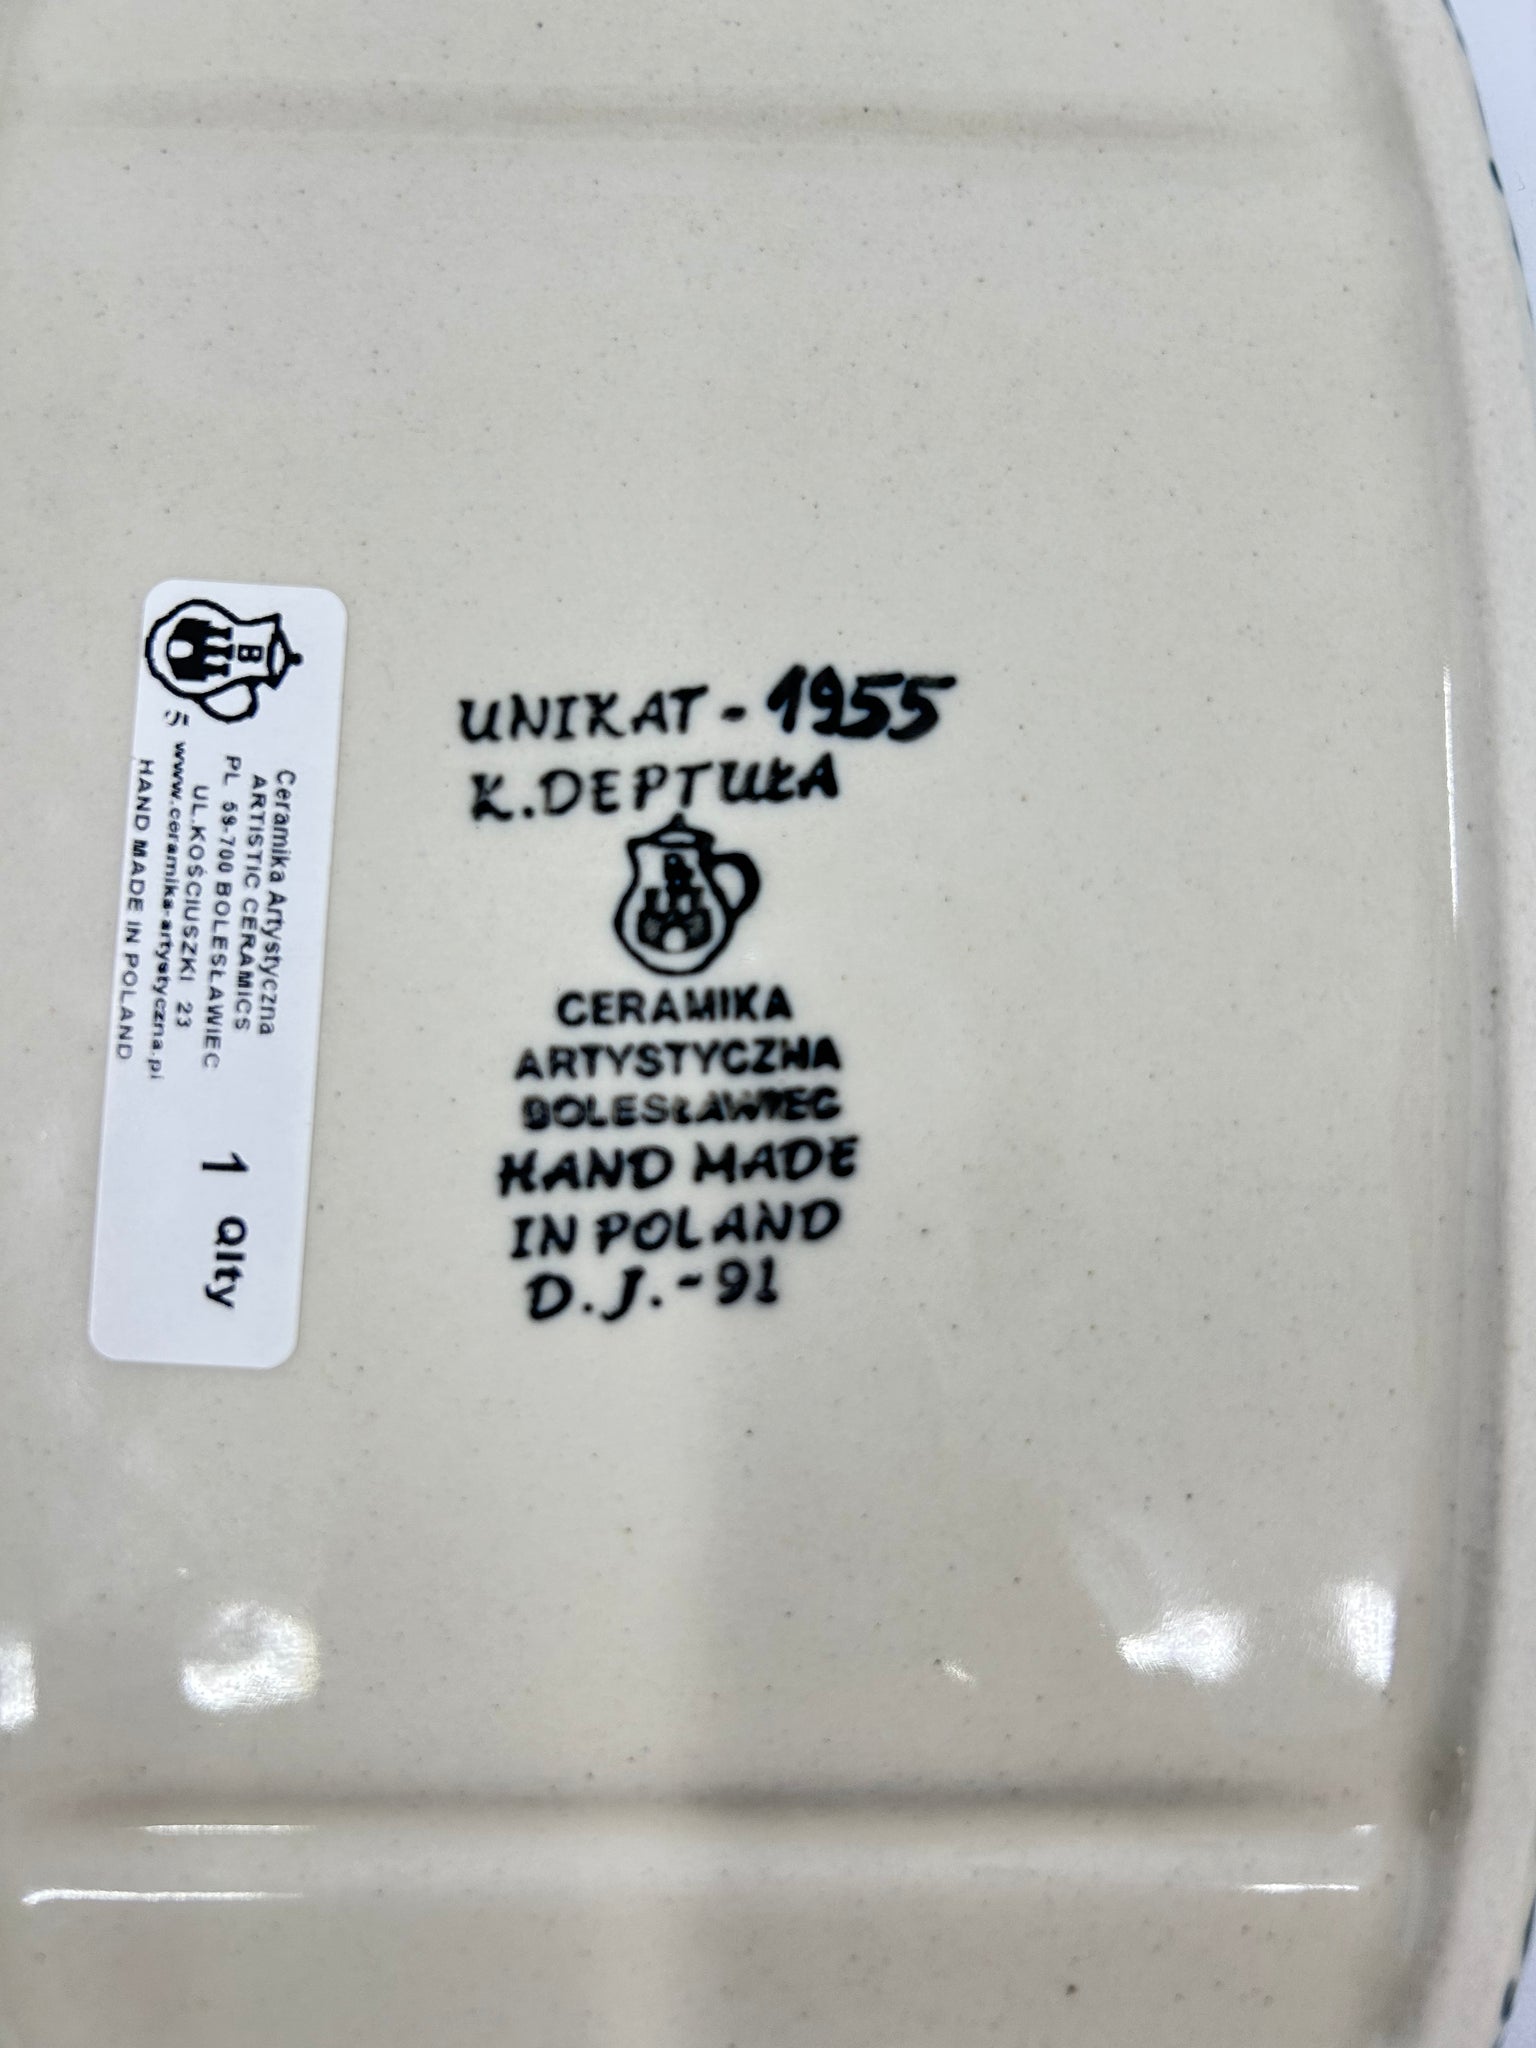 UNIKAT - 1955
K. DEPTUŁA
CERAMIKA
ARTYSTYCZNA
BOLESŁAWIEC
HAND MADE
IN POLAND
D.J.-91
B
5
Ceramika Artystyczna
ARTISTIC CERAMICS
PL 59-700 BOLESŁAWIEC
UL.KOŚCIUSZKI 23
www.ceramika-artystyczna.pl
HAND MADE IN POLAND
1 Qlty